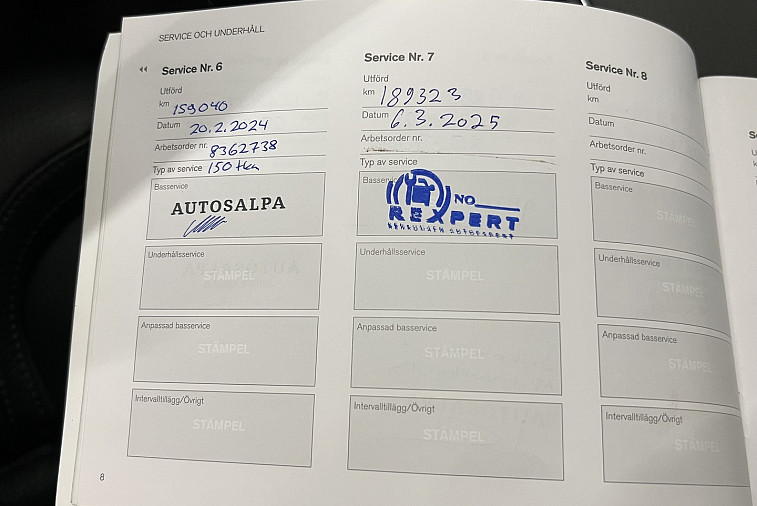 SERVICE OCH UNDERHÅLL
Service Nr. 6
Utförd
km 159040
Datum 20.2.2024
Arbetsorder nr. 8362738
Typ av service 150 tkm
Basservice
AUTOSALPA
Underhållsservice
STÄMPEL
Anpassad basservice
STÄMPEL
Intervalltillägg/Övrigt
STÄMPEL
8
Service Nr. 7
Utförd
km 189323
Datum 6.3.2025
Arbetsorder nr.
Typ av service
Basservice
NO.
REXPERT
Underhållsservice
STÄMPEL
Anpassad basservice
STÄMPEL
Intervalltillägg/Övrigt
STÄMPEL
Service Nr. 8
Utförd
km
Datum
Arbetsorder nr.
Typ av service
Basservice
STÄMPEL
Underhållsservice
STÄMPEL
Anpassad basservice
STÄMPEL
Intervalltillägg/Övrigt
STÄMPEL